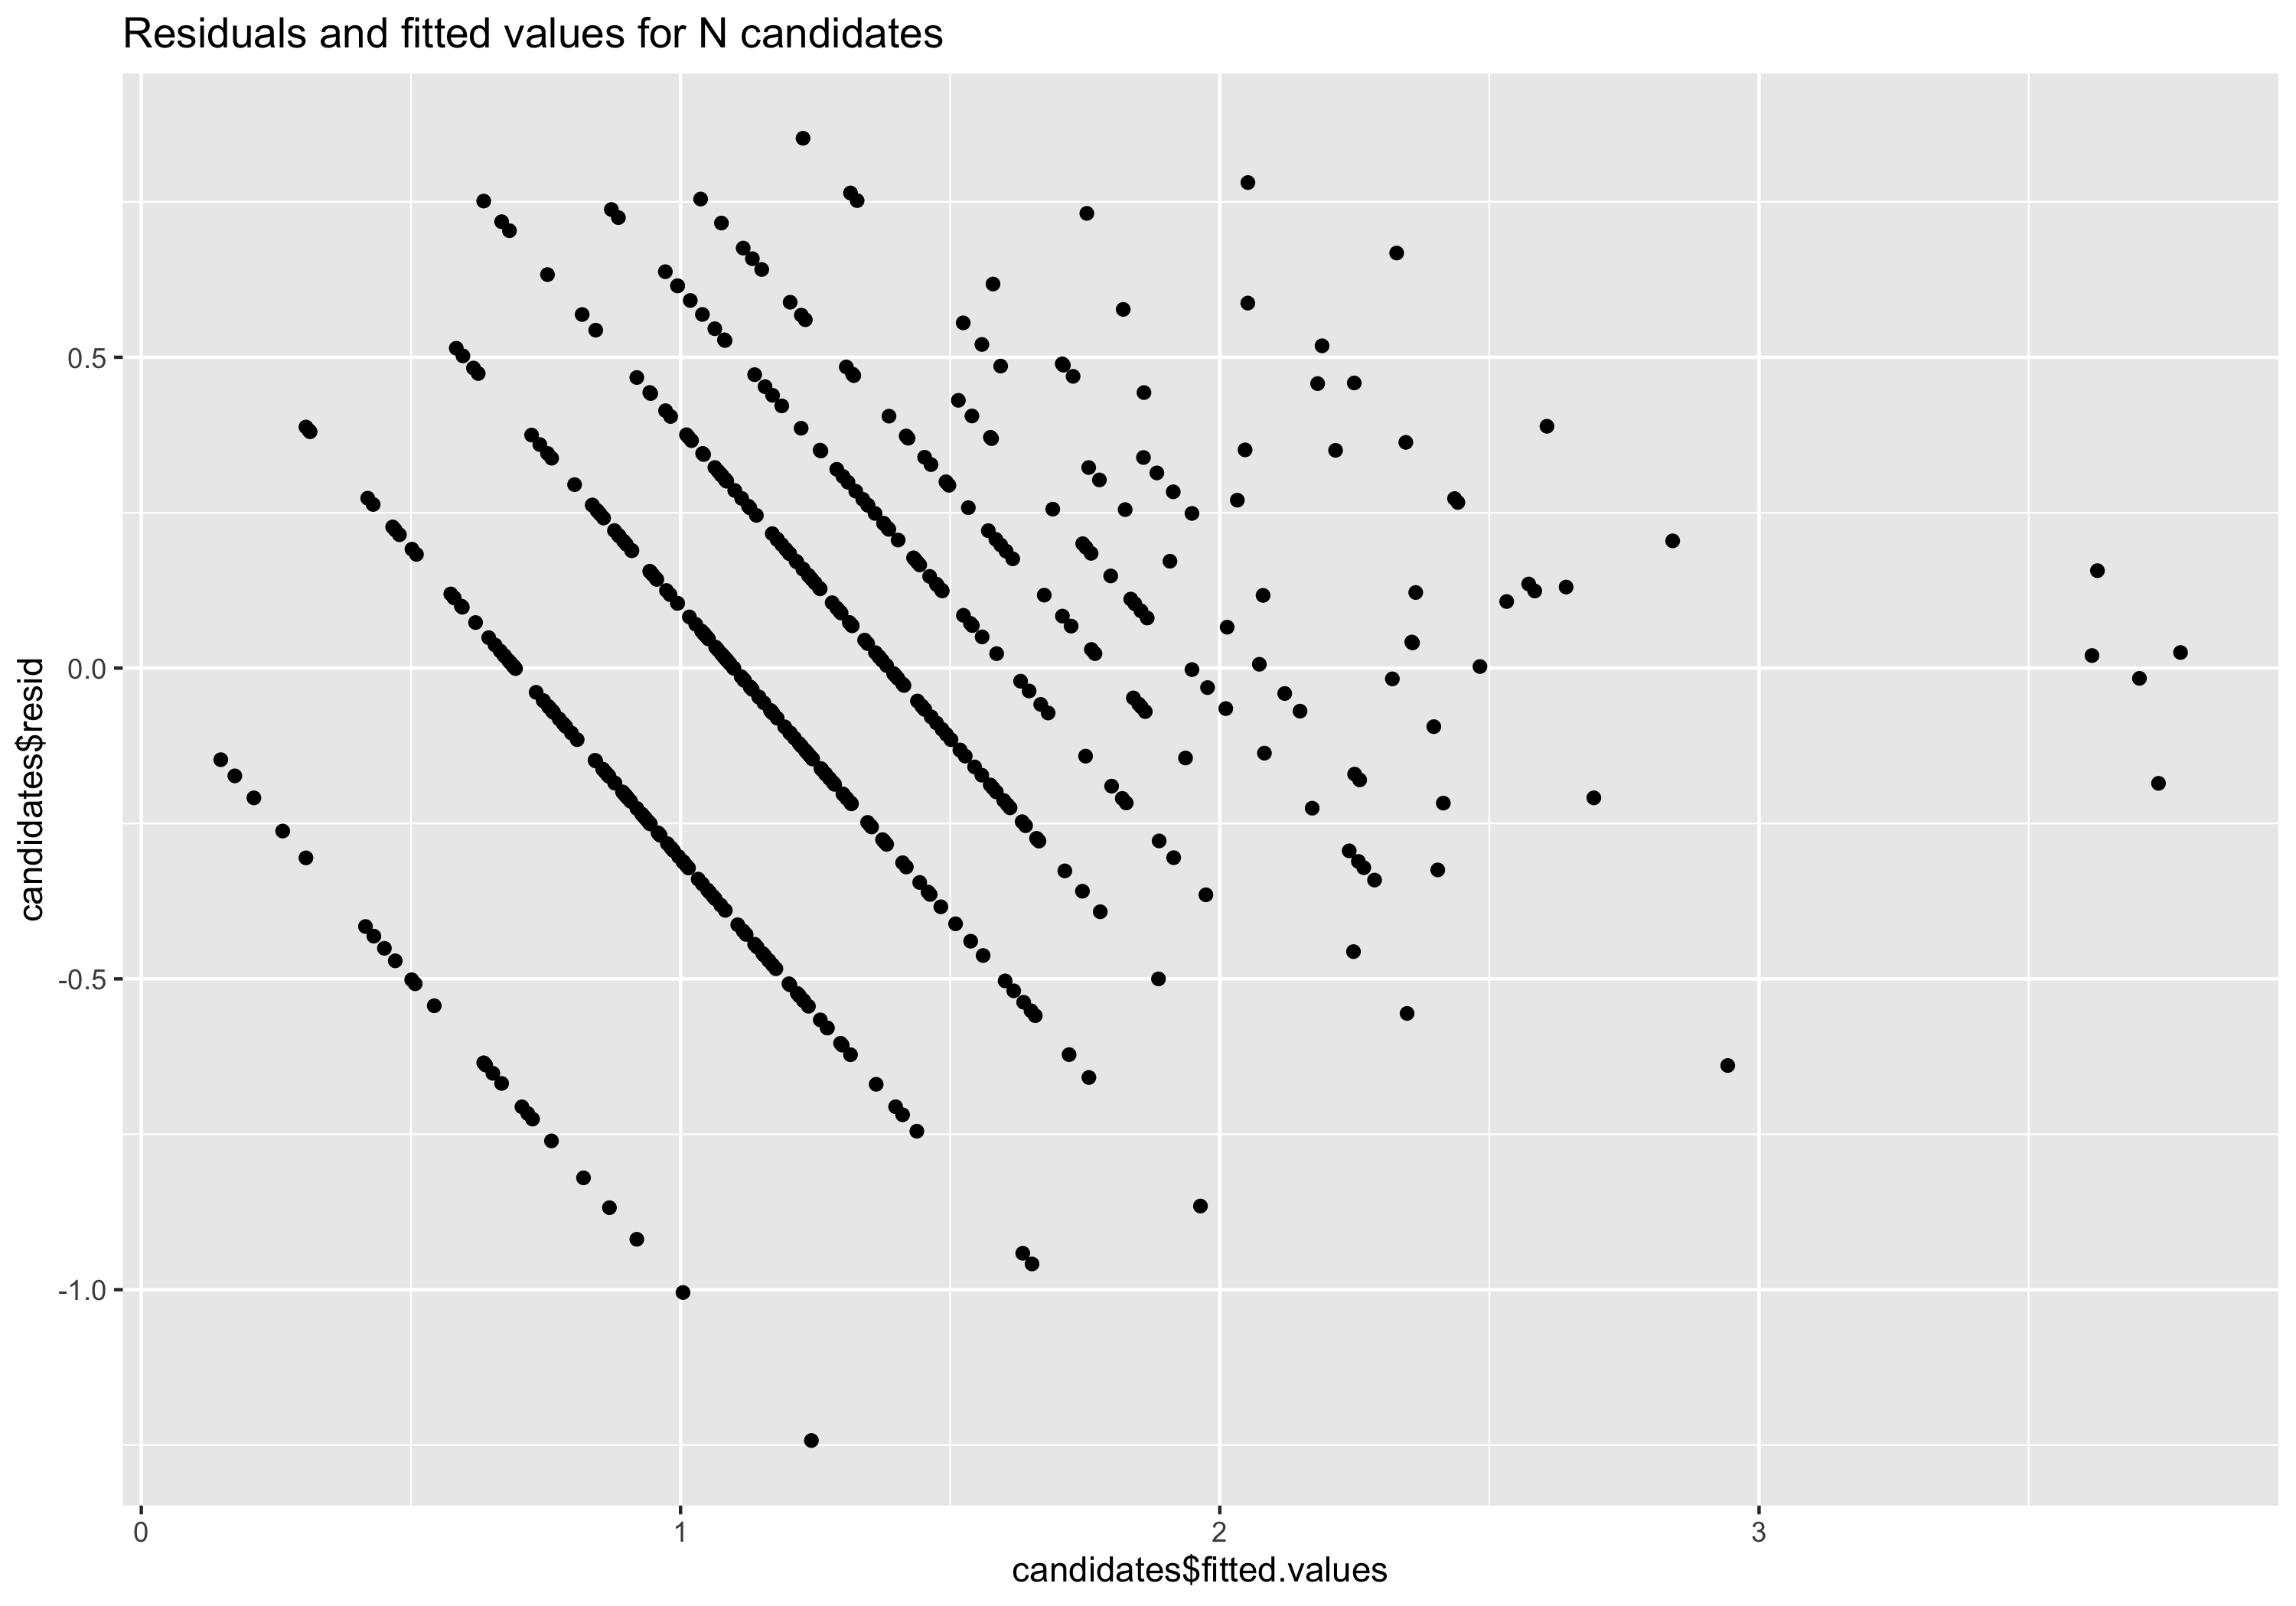 Residuals and fitted values for N candidates
candidates$resid
0.5
0.0
-0.5
-1.0
0
1
2
3
candidates$fitted.values